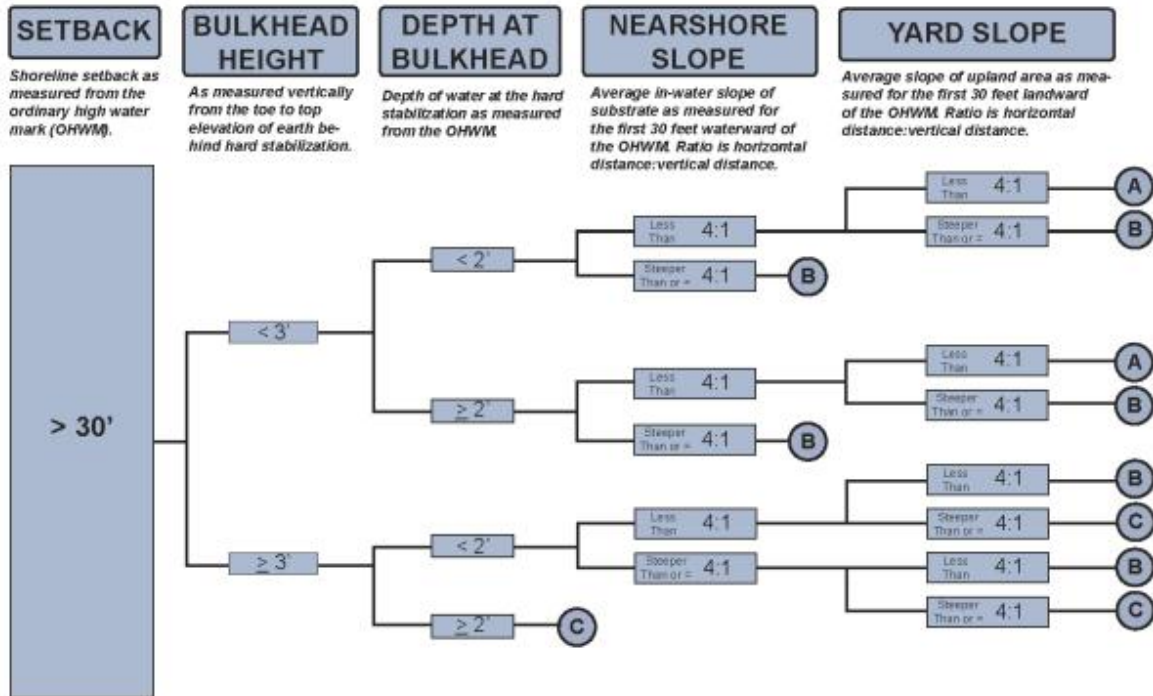 SETBACK
Shoreline setback as
measured from the
ordinary high water
mark (OHWM).
BULKHEAD
HEIGHT
As measured vertically
from the toe to top
elevation of earth be-
hind hard stabilization.
DEPTH AT
BULKHEAD
Depth of water at the hard
stabilization as measured
from the OHWM.
NEARSHORE
SLOPE
Average in-water slope of
substrate as measured for
the first 30 feet waterward of
the OHWM. Ratio is horizontal
distance:vertical distance.
YARD SLOPE
Average slope of upland area as mea-
sured for the first 30 feet landward
of the OHWM. Ratio is horizontal
distance:vertical distance.
> 30'
< 3'
≥ 3'
< 2'
≥ 2'
< 2'
≥ 2'
C
Less
Than 4:1
Steeper
Than or = 4:1
B
Less
Than 4:1
Steeper
Than or = 4:1
B
Less
Than 4:1
Steeper
Than or = 4:1
Less
Than 4:1
A
Steeper
Than or = 4:1
B
Less
Than 4:1
A
Steeper
Than or = 4:1
B
Less
Than 4:1
B
Steeper
Than or = 4:1
C
Less
Than 4:1
B
Steeper
Than or = 4:1
C